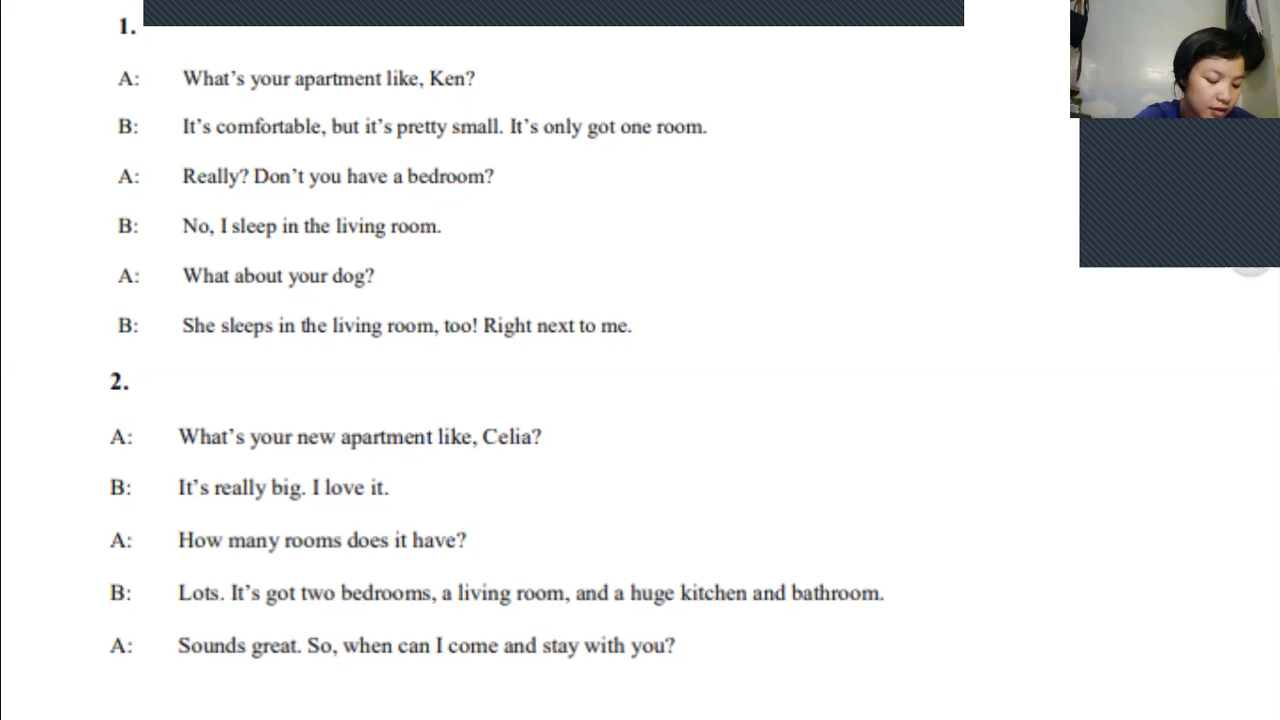 1.
A: What's your apartment like, Ken?
B: It's comfortable, but it's pretty small. It's only got one room.
A: Really? Don't you have a bedroom?
B: No, I sleep in the living room.
A: What about your dog?
B: She sleeps in the living room, too! Right next to me.
2.
A: What's your new apartment like, Celia?
B: It's really big. I love it.
A: How many rooms does it have?
B: Lots. It's got two bedrooms, a living room, and a huge kitchen and bathroom.
A: Sounds great. So, when can I come and stay with you?